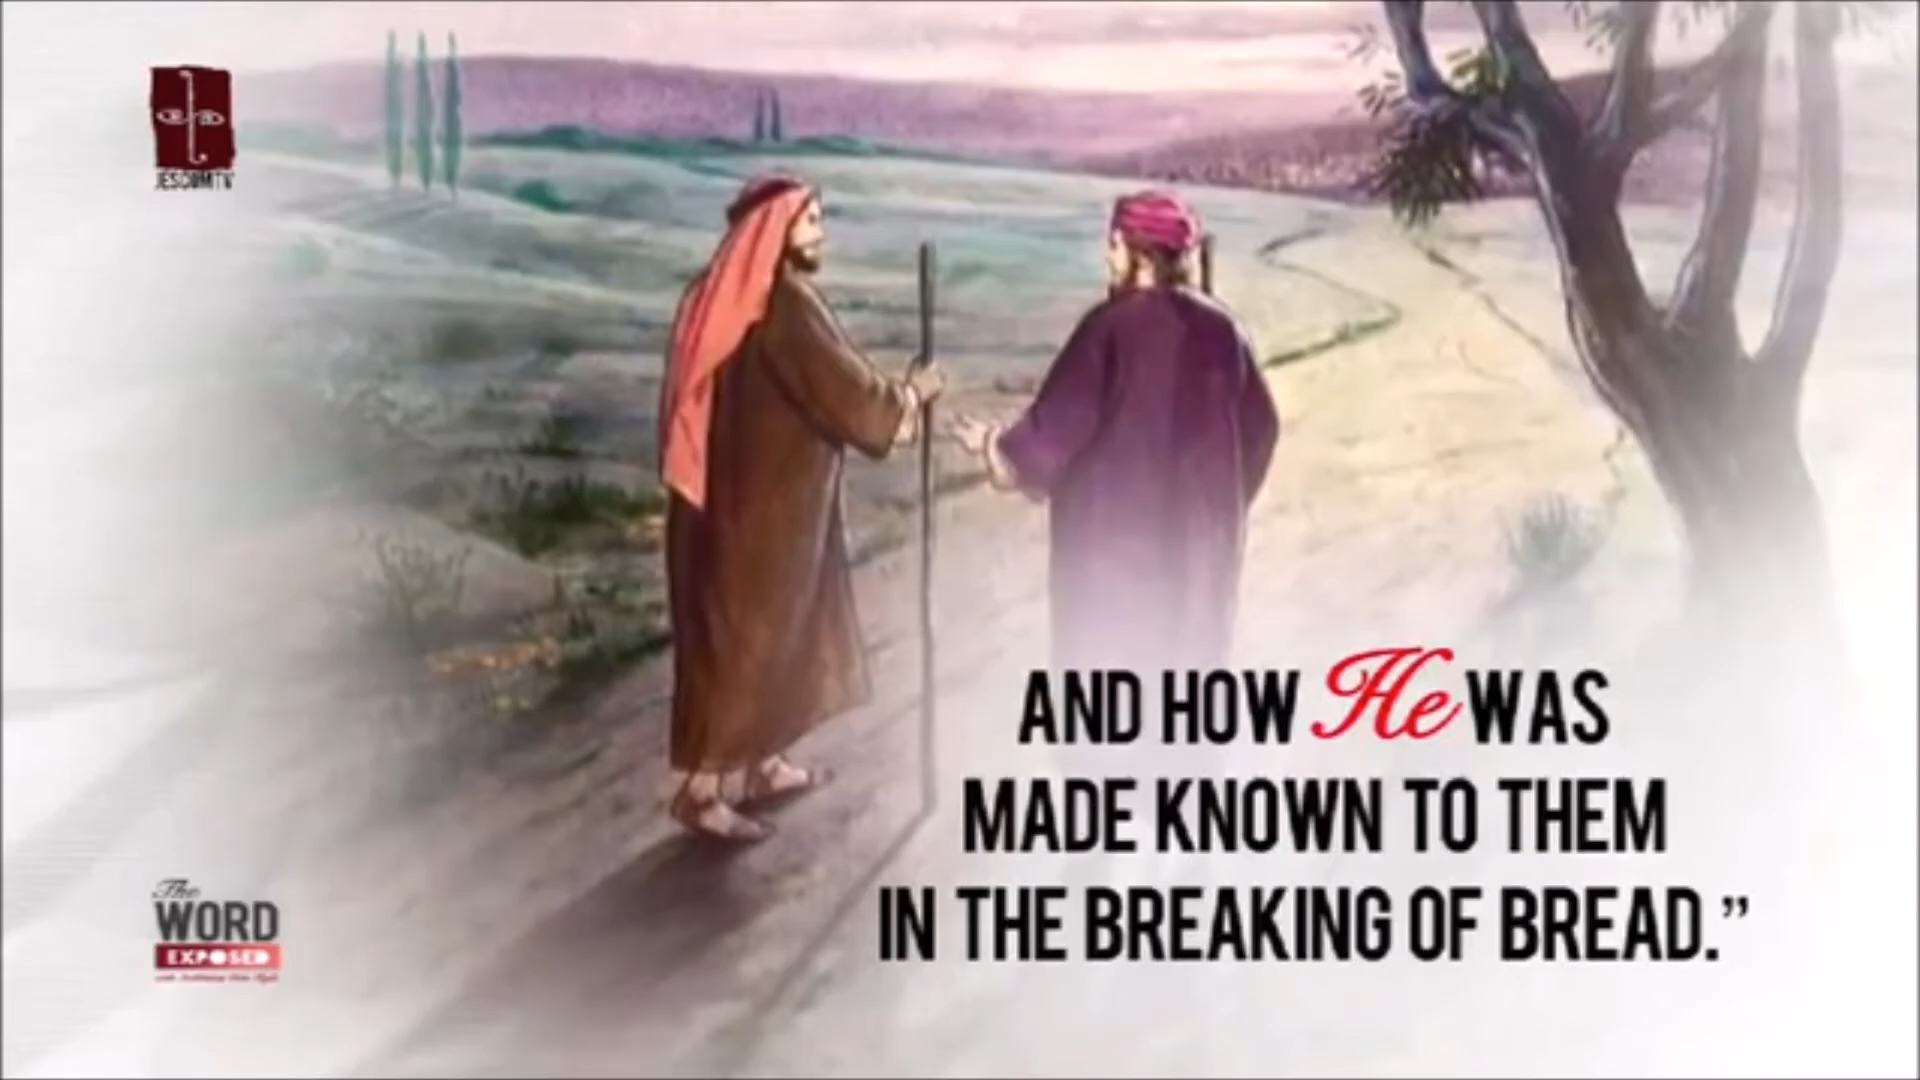 JESCOMTV
AND HOW He WAS
MADE KNOWN TO THEM
IN THE BREAKING OF BREAD.”
The
WORD
EXPOSED